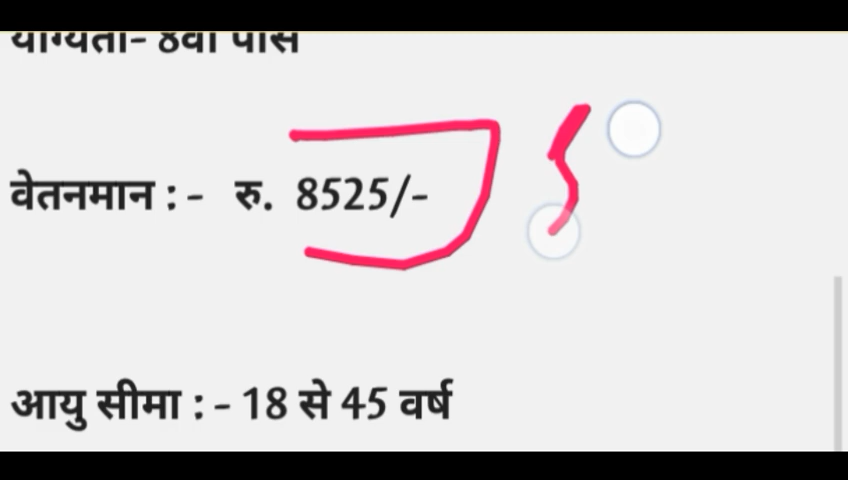 योग्यता- 8वी पास
वेतनमान : - रु. 8525/-
आयु सीमा : - 18 से 45 वर्ष